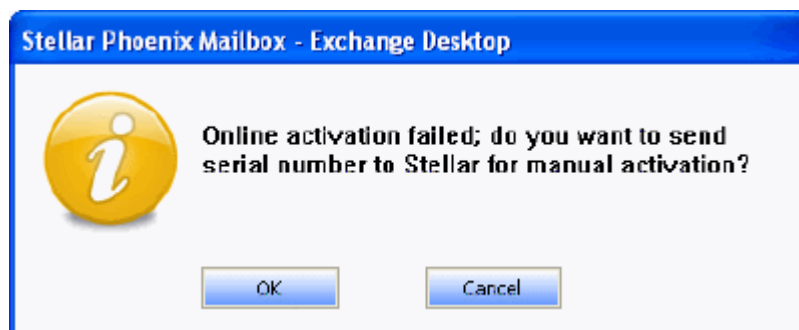 Stellar Phoenix Mailbox - Exchange Desktop
Online activation failed; do you want to send
serial number to Stellar for manual activation?
OK
Cancel